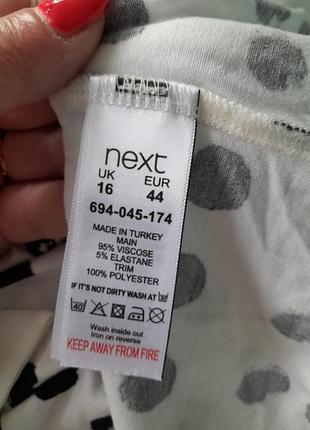 next
UK EUR
16 44
694-045-174
MADE IN TURKEY
MAIN
95% VISCOSE
5% ELASTANE
TRIM
100% POLYESTER
IF IT'S NOT DIRTY WASH AT
40
Wash inside out
Iron on reverse
KEEP AWAY FROM FIRE